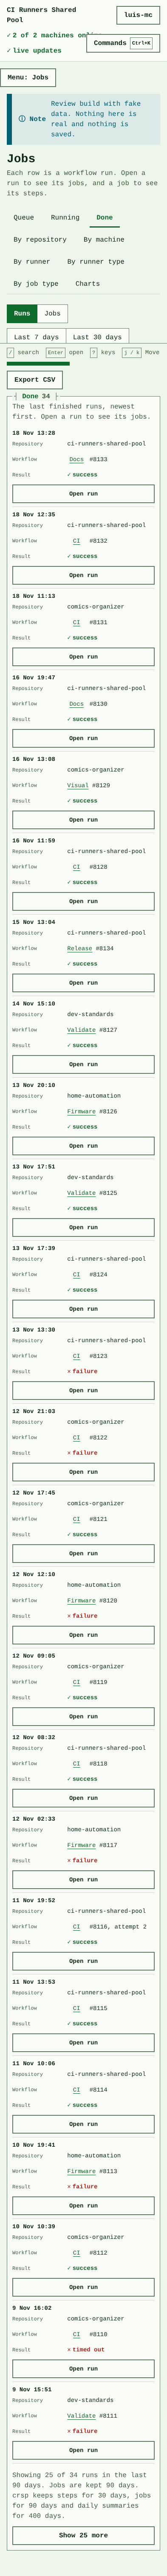 CI Runners Shared
Pool
luis-mc
✓ 2 of 2 machines
✓ live updates
Commands Ctrl+K
Menu: Jobs
ⓘ Note
Review build with fake
data. Nothing here is
real and nothing is
saved.
Jobs
Each row is a workflow run. Open a
run to see its jobs, and a job to see
its steps.
Queue Running Done
By repository By machine
By runner By runner type
By job type Charts
Runs Jobs
Last 7 days Last 30 days
/ search Enter open ? keys j / k Move
Export CSV
Done 34
The last finished runs, newest
first. Open a run to see its jobs.
18 Nov 13:28
Repository ci-runners-shared-pool
Workflow Docs #8133
Result ✓ success
Open run
18 Nov 12:35
Repository ci-runners-shared-pool
Workflow CI #8132
Result ✓ success
Open run
18 Nov 11:13
Repository comics-organizer
Workflow CI #8131
Result ✓ success
Open run
16 Nov 19:47
Repository ci-runners-shared-pool
Workflow Docs #8130
Result ✓ success
Open run
16 Nov 13:08
Repository comics-organizer
Workflow Visual #8129
Result ✓ success
Open run
16 Nov 11:59
Repository ci-runners-shared-pool
Workflow CI #8128
Result ✓ success
Open run
15 Nov 13:04
Repository ci-runners-shared-pool
Workflow Release #8134
Result ✓ success
Open run
14 Nov 15:10
Repository dev-standards
Workflow Validate #8127
Result ✓ success
Open run
13 Nov 20:10
Repository home-automation
Workflow Firmware #8126
Result ✓ success
Open run
13 Nov 17:51
Repository dev-standards
Workflow Validate #8125
Result ✓ success
Open run
13 Nov 17:39
Repository ci-runners-shared-pool
Workflow CI #8124
Result ✓ success
Open run
13 Nov 13:30
Repository ci-runners-shared-pool
Workflow CI #8123
Result × failure
Open run
12 Nov 21:03
Repository comics-organizer
Workflow CI #8122
Result × failure
Open run
12 Nov 17:45
Repository comics-organizer
Workflow CI #8121
Result ✓ success
Open run
12 Nov 12:10
Repository home-automation
Workflow Firmware #8120
Result × failure
Open run
12 Nov 09:05
Repository comics-organizer
Workflow CI #8119
Result ✓ success
Open run
12 Nov 08:32
Repository ci-runners-shared-pool
Workflow CI #8118
Result ✓ success
Open run
12 Nov 02:33
Repository home-automation
Workflow Firmware #8117
Result × failure
Open run
11 Nov 19:52
Repository ci-runners-shared-pool
Workflow CI #8116, attempt 2
Result ✓ success
Open run
11 Nov 13:53
Repository ci-runners-shared-pool
Workflow CI #8115
Result ✓ success
Open run
11 Nov 10:06
Repository ci-runners-shared-pool
Workflow CI #8114
Result ✓ success
Open run
10 Nov 19:41
Repository home-automation
Workflow Firmware #8113
Result × failure
Open run
10 Nov 10:39
Repository comics-organizer
Workflow CI #8112
Result ✓ success
Open run
9 Nov 16:02
Repository comics-organizer
Workflow CI #8110
Result × timed out
Open run
9 Nov 15:51
Repository dev-standards
Workflow Validate #8111
Result × failure
Open run
Showing 25 of 34 runs in the last
90 days. Jobs are kept 90 days.
crsp keeps steps for 30 days, jobs
for 90 days and daily summaries
for 400 days.
Show 25 more